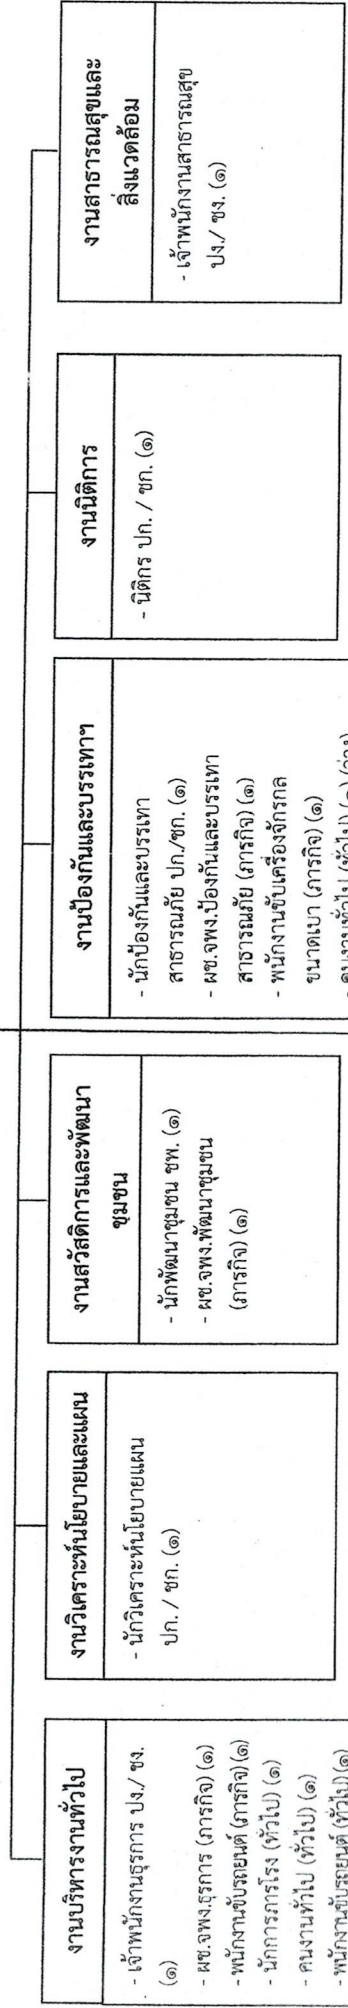 งานบริหารงานทั่วไป
- เจ้าพนักงานธุรการ ปง./ ชง.
(๑)
- ผช.จพง.ธุรการ (ภารกิจ) (๑)
- พนักงานขับรถยนต์ (ภารกิจ) (๑)
- นักการภารโรง (ทั่วไป) (๑)
- คนงานทั่วไป (ทั่วไป) (๑)
- พนักงานขับรถยนต์ (ทั่วไป) (๑)
งานวิเคราะห์นโยบายและแผน
- นักวิเคราะห์นโยบายแผน
ปก. / ชก. (๑)
งานสวัสดิการและพัฒนา
ชุมชน
- นักพัฒนาชุมชน ชพ. (๑)
- ผช.จพง.พัฒนาชุมชน
(ภารกิจ) (๑)
งานป้องกันและบรรเทาฯ
- นักป้องกันและบรรเทา
สาธารณภัย ปก./ชก. (๑)
- ผช.จพง.ป้องกันและบรรเทา
สาธารณภัย (ภารกิจ) (๑)
- พนักงานขับเครื่องจักรกล
ขนาดเบา (ภารกิจ) (๑)
- คนงานทั่วไป (ทั่วไป)
งานนิติการ
- นิติกร ปก. / ชก. (๑)
งานสาธารณสุขและ
สิ่งแวดล้อม
- เจ้าพนักงานสาธารณสุข
ปง./ ชง. (๑)